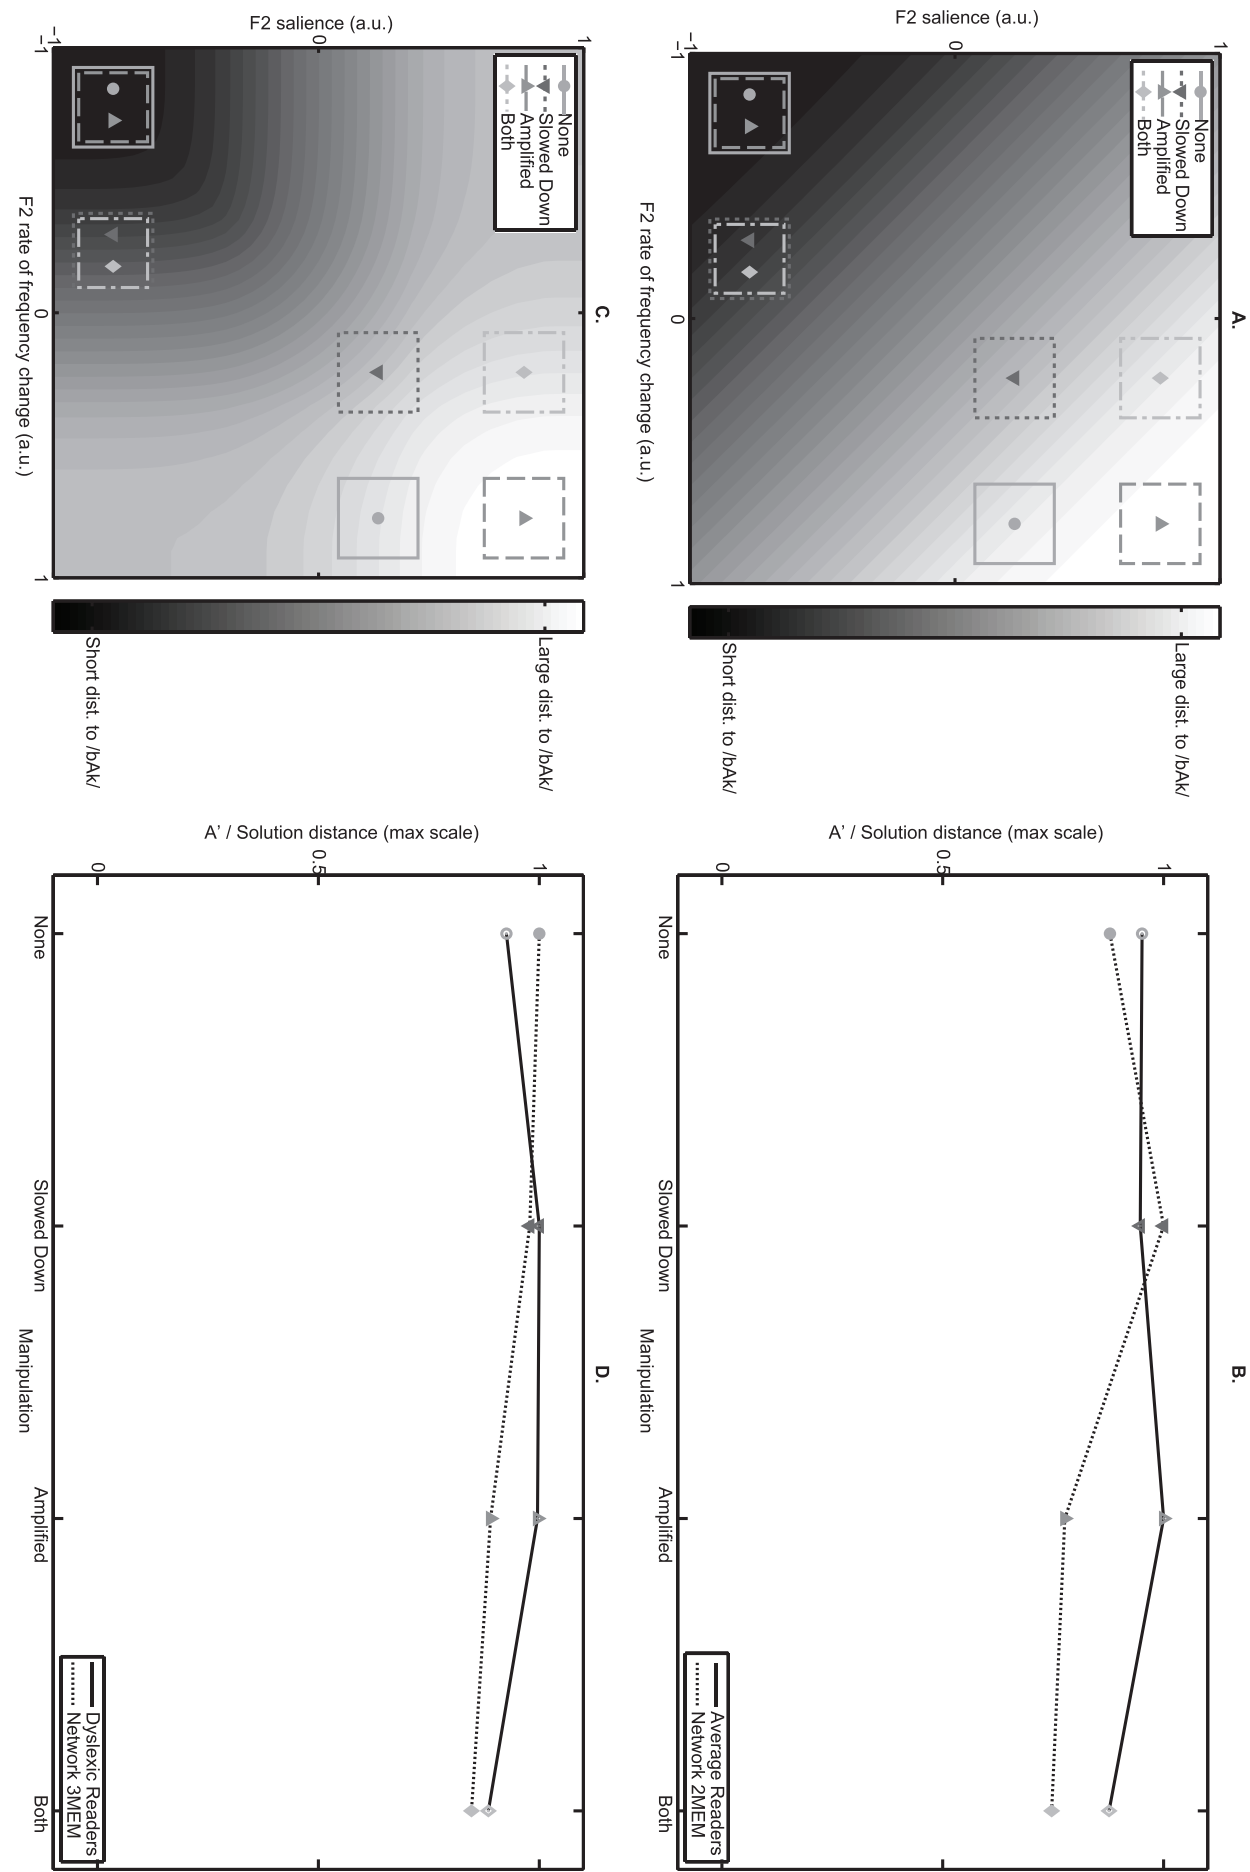 A.
F2 salience (a.u.)
1
0
−1
None
Slowed Down
Amplified
Both
−1
0
1
F2 rate of frequency change (a.u.)
Large dist. to /bAk/
Short dist. to /bAk/
B.
A' / Solution distance (max scale)
1
0.5
0
None
Slowed Down
Amplified
Both
Manipulation
Average Readers
Network 2MEM
C.
F2 salience (a.u.)
1
0
−1
None
Slowed Down
Amplified
Both
−1
0
1
F2 rate of frequency change (a.u.)
Large dist. to /bAk/
Short dist. to /bAk/
D.
A' / Solution distance (max scale)
1
0.5
0
None
Slowed Down
Amplified
Both
Manipulation
Dyslexic Readers
Network 3MEM